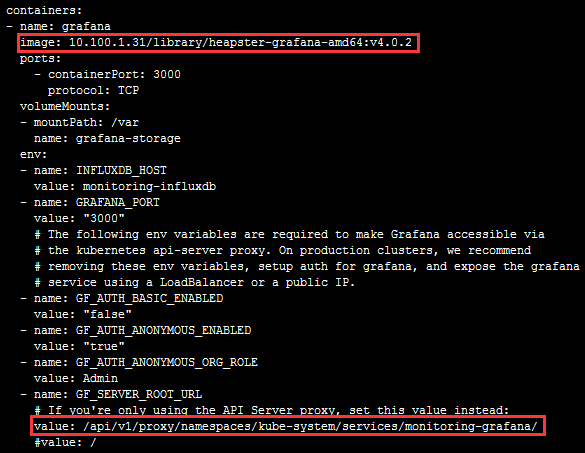 containers:
- name: grafana
  image: 10.100.1.31/library/heapster-grafana-amd64:v4.0.2
  ports:
    - containerPort: 3000
      protocol: TCP
  volumeMounts:
  - mountPath: /var
    name: grafana-storage
  env:
  - name: INFLUXDB_HOST
    value: monitoring-influxdb
  - name: GRAFANA_PORT
    value: "3000"
    # The following env variables are required to make Grafana accessible via
    # the kubernetes api-server proxy. On production clusters, we recommend
    # removing these env variables, setup auth for grafana, and expose the grafana
    # service using a LoadBalancer or a public IP.
  - name: GF_AUTH_BASIC_ENABLED
    value: "false"
  - name: GF_AUTH_ANONYMOUS_ENABLED
    value: "true"
  - name: GF_AUTH_ANONYMOUS_ORG_ROLE
    value: Admin
  - name: GF_SERVER_ROOT_URL
    # If you're only using the API Server proxy, set this value instead:
    value: /api/v1/proxy/namespaces/kube-system/services/monitoring-grafana/
    #value: /